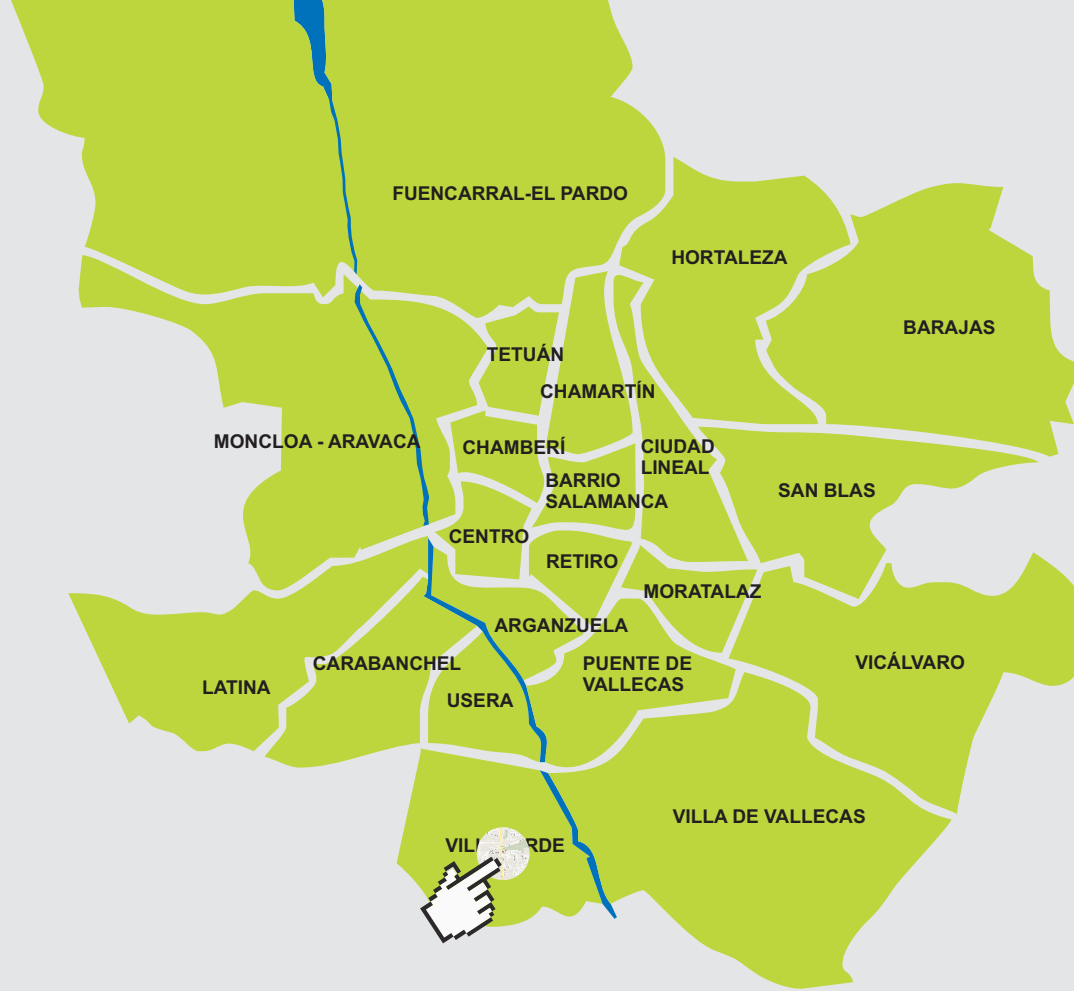 FUENCARRAL-EL PARDO
HORTALEZA
BARAJAS
TETUÁN
CHAMARTÍN
MONCLOA - ARAVACA
CHAMBERÍ
CIUDAD
LINEAL
BARRIO
SALAMANCA
SAN BLAS
CENTRO
RETIRO
MORATALAZ
ARGANZUELA
CARABANCHEL
PUENTE DE
VALLECAS
VICÁLVARO
LATINA
USERA
VILLA DE VALLECAS